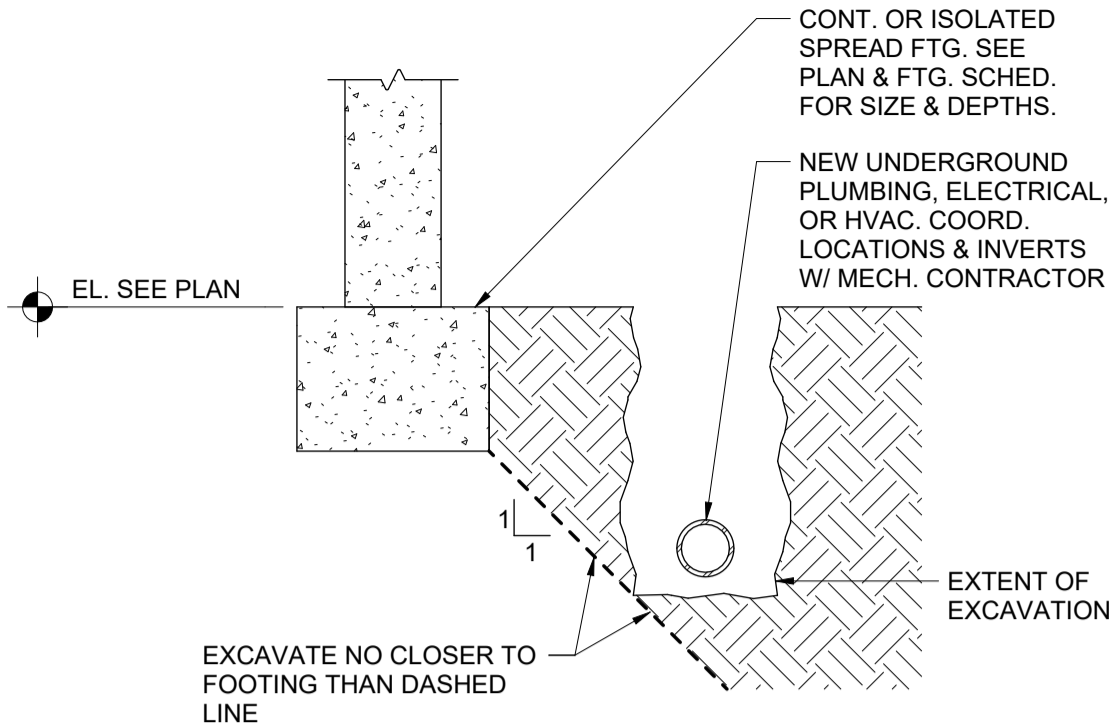 CONT. OR ISOLATED
SPREAD FTG. SEE
PLAN & FTG. SCHED.
FOR SIZE & DEPTHS.
NEW UNDERGROUND
PLUMBING, ELECTRICAL,
OR HVAC. COORD.
LOCATIONS & INVERTS
W/ MECH. CONTRACTOR
EL. SEE PLAN
1
1
EXTENT OF
EXCAVATION
EXCAVATE NO CLOSER TO
FOOTING THAN DASHED
LINE